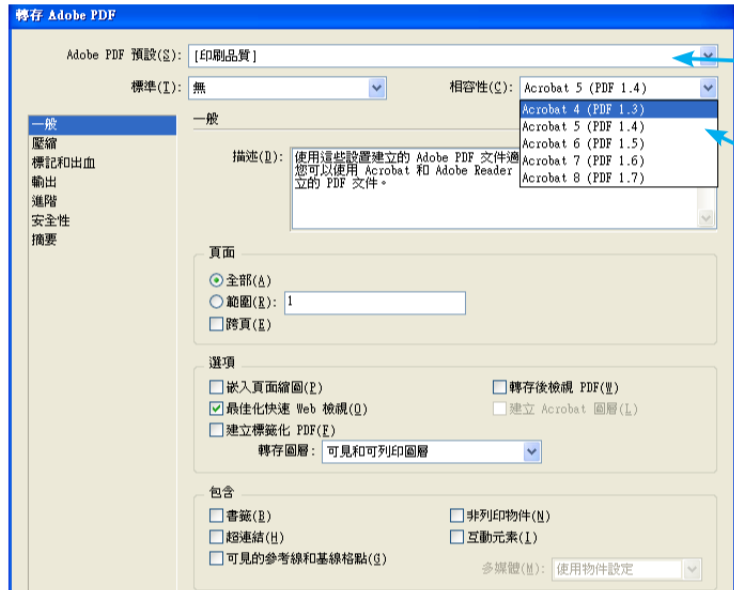 轉存 Adobe PDF
Adobe PDF 預設(S): [印刷品質]
標準(T): 無 相容性(C): Acrobat 5 (PDF 1.4)
Acrobat 4 (PDF 1.3)
Acrobat 5 (PDF 1.4)
Acrobat 6 (PDF 1.5)
Acrobat 7 (PDF 1.6)
Acrobat 8 (PDF 1.7)
一般
壓縮
標記和出血
輸出
進階
安全性
摘要
一般
描述(D): 使用這些設置建立的 Adobe PDF 文件適
您可以使用 Acrobat 和 Adobe Reader
立的 PDF 文件。
頁面
全部(A)
範圍(R): 1
跨頁(E)
選項
嵌入頁面縮圖(P) 轉存後檢視 PDF(W)
最佳化快速 Web 檢視(O) 建立 Acrobat 圖層(L)
建立標籤化 PDF(F)
轉存圖層: 可見和可列印圖層
包含
書籤(B) 非列印物件(N)
超連結(H) 互動元素(I)
可見的參考線和基線格點(G)
多媒體(M): 使用物件設定